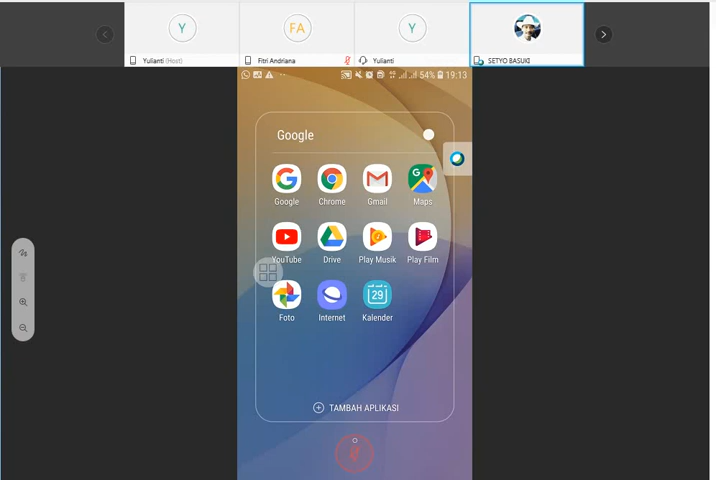 Y
FA
Y
Yulianti (Host)
Fitri Andriana
Yulianti
SETYO BASUKI
54% 19:13
Google
Google
Chrome
Gmail
Maps
YouTube
Drive
Play Musik
Play Film
29
Foto
Internet
Kalender
TAMBAH APLIKASI